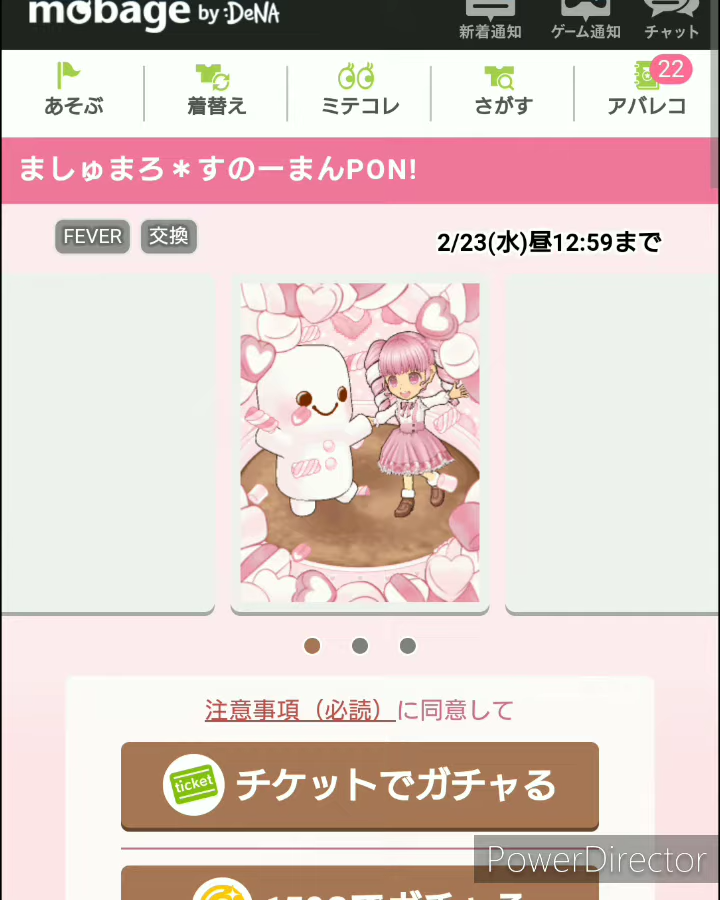 mobage by :DeNA
新着通知
ゲーム通知
チャット
あそぶ
着替え
ミテコレ
さがす
22
アバレコ
ましゅまろ＊すのーまんPON!
FEVER
交換
2/23(水)昼12:59まで
注意事項（必読）に同意して
ticket
チケットでガチャる
PowerDirector